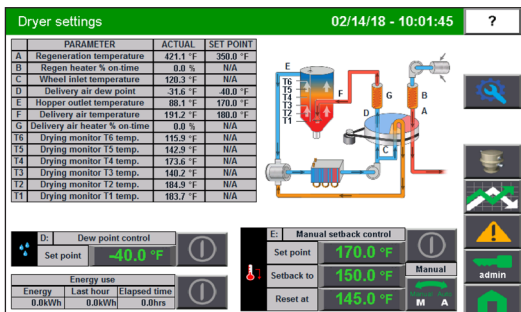 Dryer settings 02/14/18 - 10:01:45 ?
PARAMETER ACTUAL SET POINT
A Regeneration temperature 421.1 °F 350.0 °F
B Regen heater % on-time 0.0 % N/A
C Wheel inlet temperature 120.3 °F N/A
D Delivery air dew point -31.6 °F -40.0 °F
E Hopper outlet temperature 88.1 °F 170.0 °F
F Delivery air temperature 191.2 °F 180.0 °F
G Delivery air heater % on-time 0.0 % N/A
T6 Drying monitor T6 temp. 115.9 °F N/A
T5 Drying monitor T5 temp. 142.9 °F N/A
T4 Drying monitor T4 temp. 173.6 °F N/A
T3 Drying monitor T3 temp. 140.2 °F N/A
T2 Drying monitor T2 temp. 184.9 °F N/A
T1 Drying monitor T1 temp. 183.7 °F N/A
E
T6
T5
T4
T3
T2
T1
F
G
B
D
A
C
D: Dew point control
Set point -40.0 °F
Energy use
Energy Last hour Elapsed time
0.0kWh 0.0kWh 0.0hrs
E: Manual setback control
Set point 170.0 °F
Setback to 150.0 °F Manual
Reset at 145.0 °F Manual Auto
M A
admin